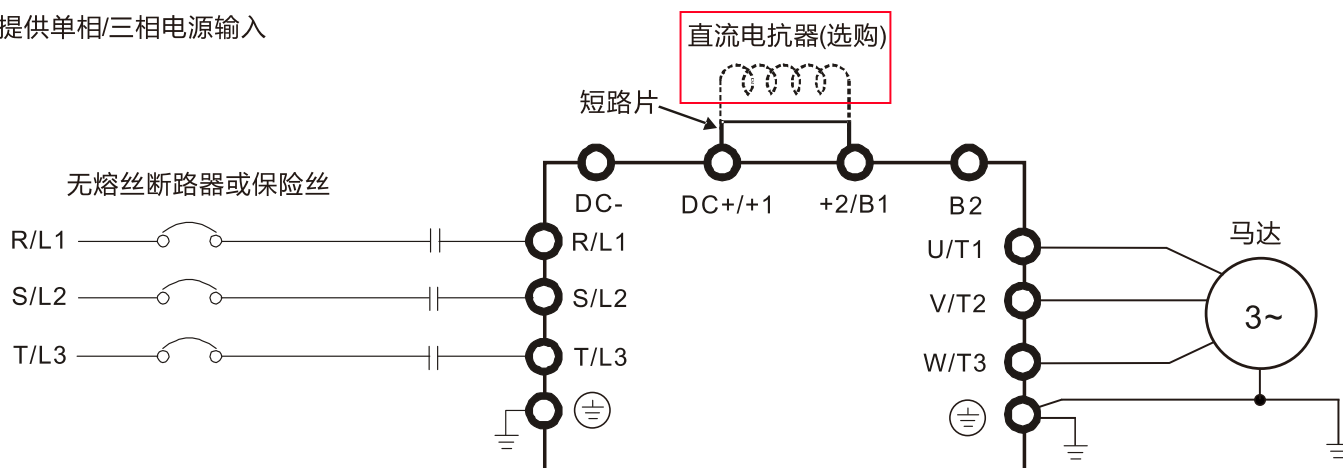 提供单相/三相电源输入
直流电抗器(选购)
短路片
无熔丝断路器或保险丝
DC-
DC+/+1
+2/B1
B2
R/L1
R/L1
S/L2
S/L2
T/L3
T/L3
U/T1
V/T2
W/T3
马达
3~